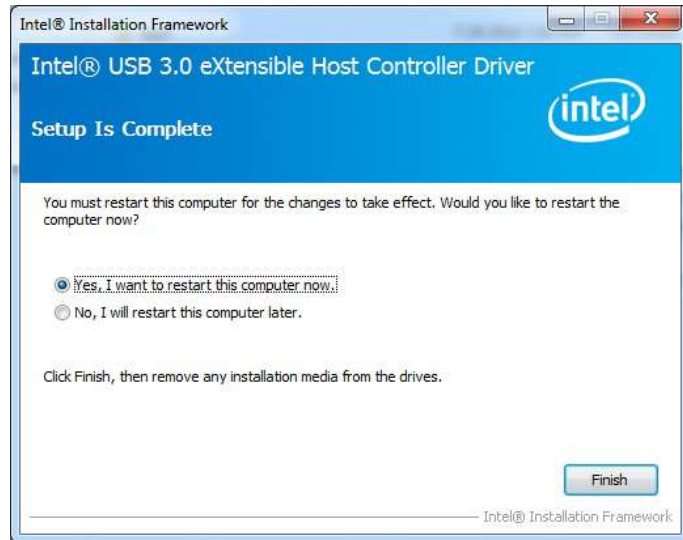 Intel® Installation Framework
Intel® USB 3.0 eXtensible Host Controller Driver
intel
Setup Is Complete
You must restart this computer for the changes to take effect. Would you like to restart the
computer now?
Yes, I want to restart this computer now.
No, I will restart this computer later.
Click Finish, then remove any installation media from the drives.
Finish
Intel® Installation Framework